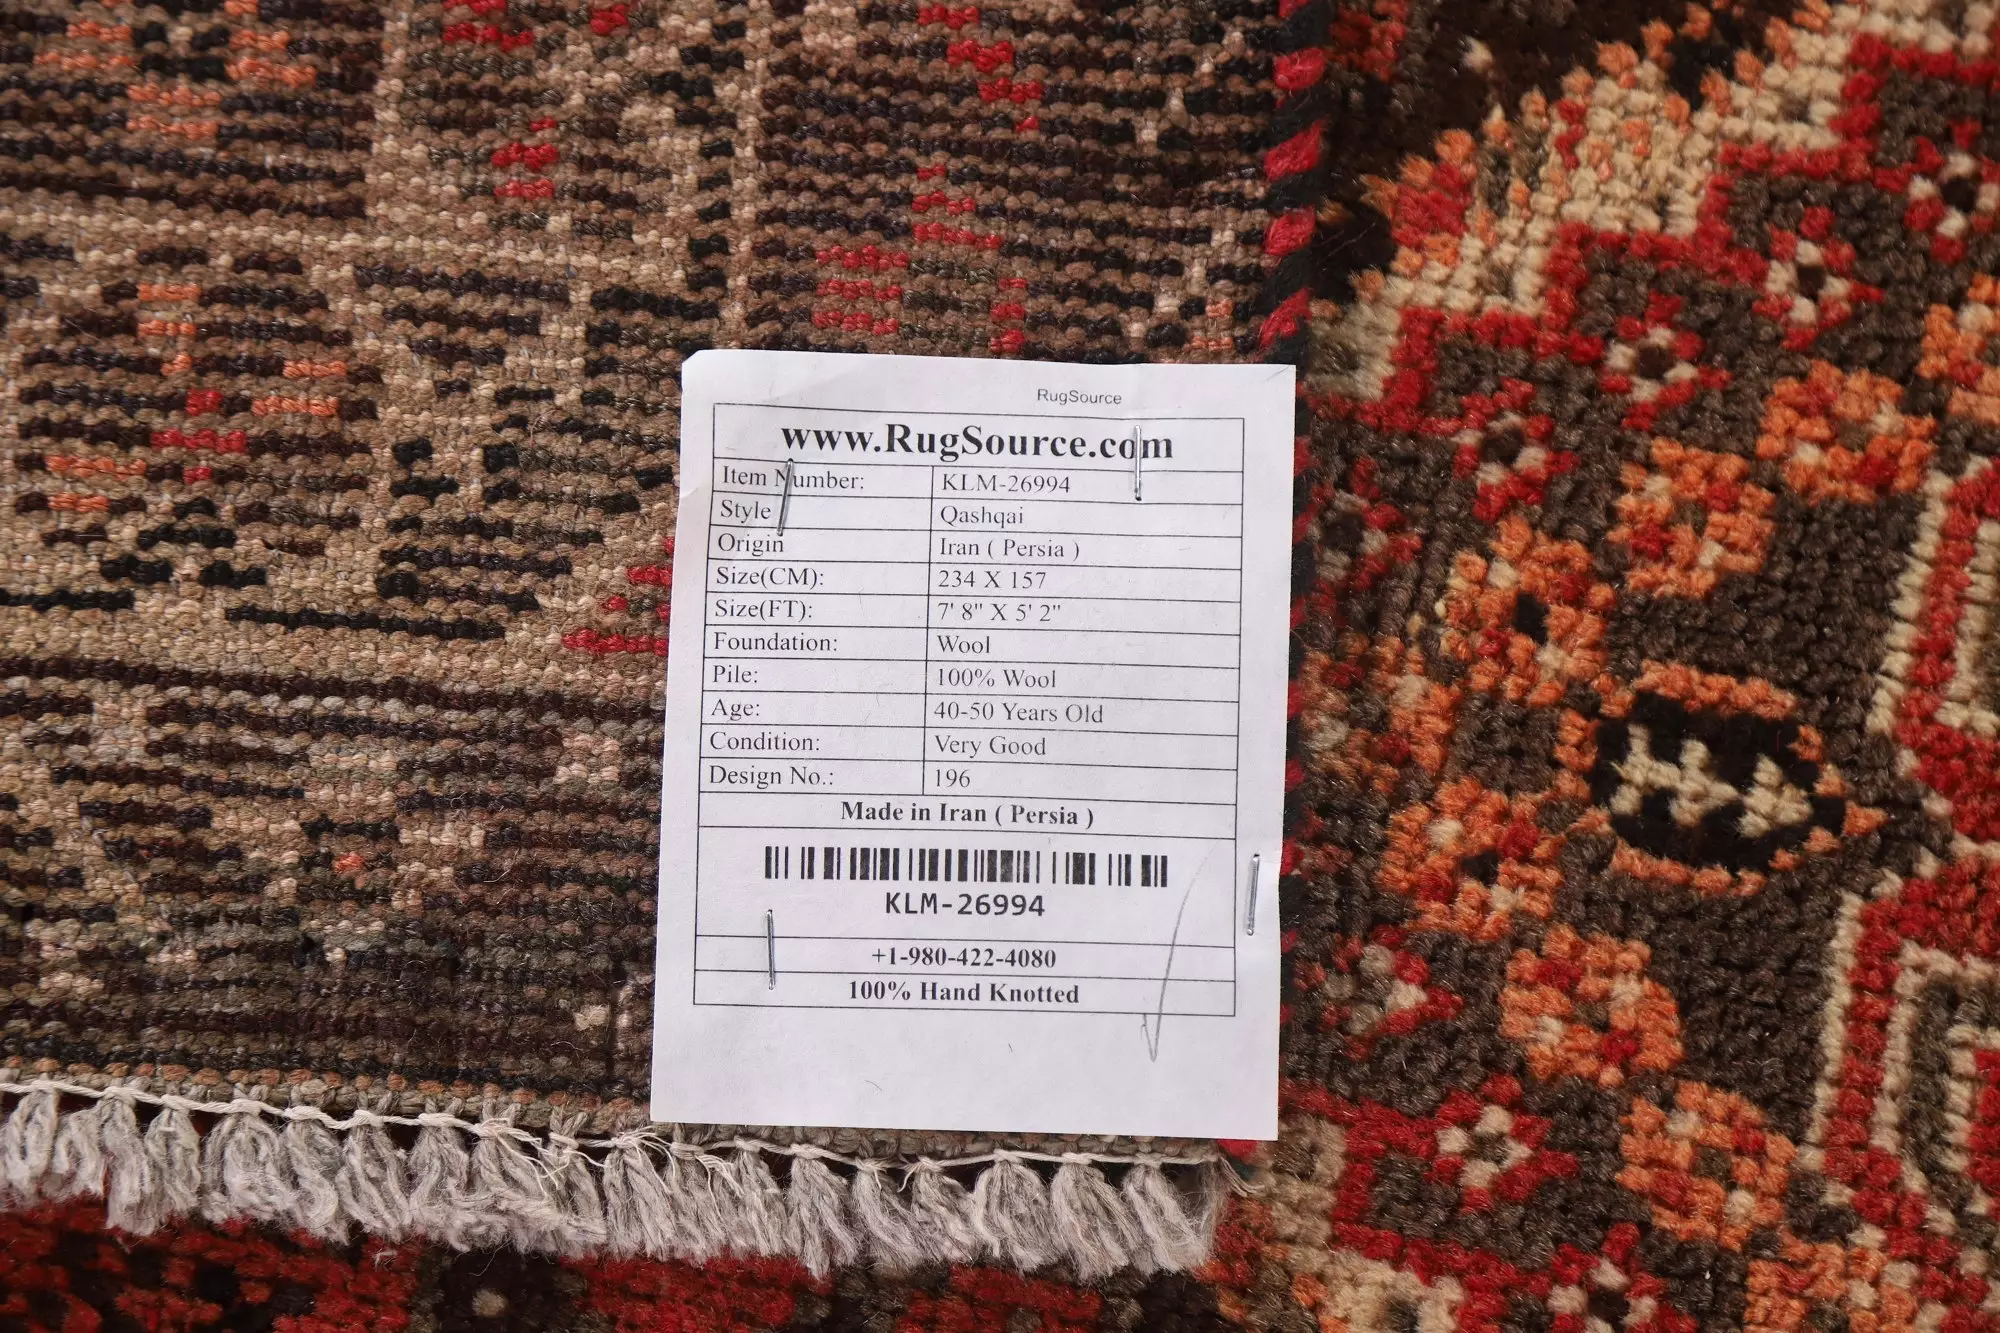 RugSource
www.RugSource.com
Item Number: KLM-26994
Style Qashqai
Origin Iran ( Persia )
Size(CM): 234 X 157
Size(FT): 7' 8" X 5' 2"
Foundation: Wool
Pile: 100% Wool
Age: 40-50 Years Old
Condition: Very Good
Design No.: 196
Made in Iran ( Persia )
KLM-26994
+1-980-422-4080
100% Hand Knotted